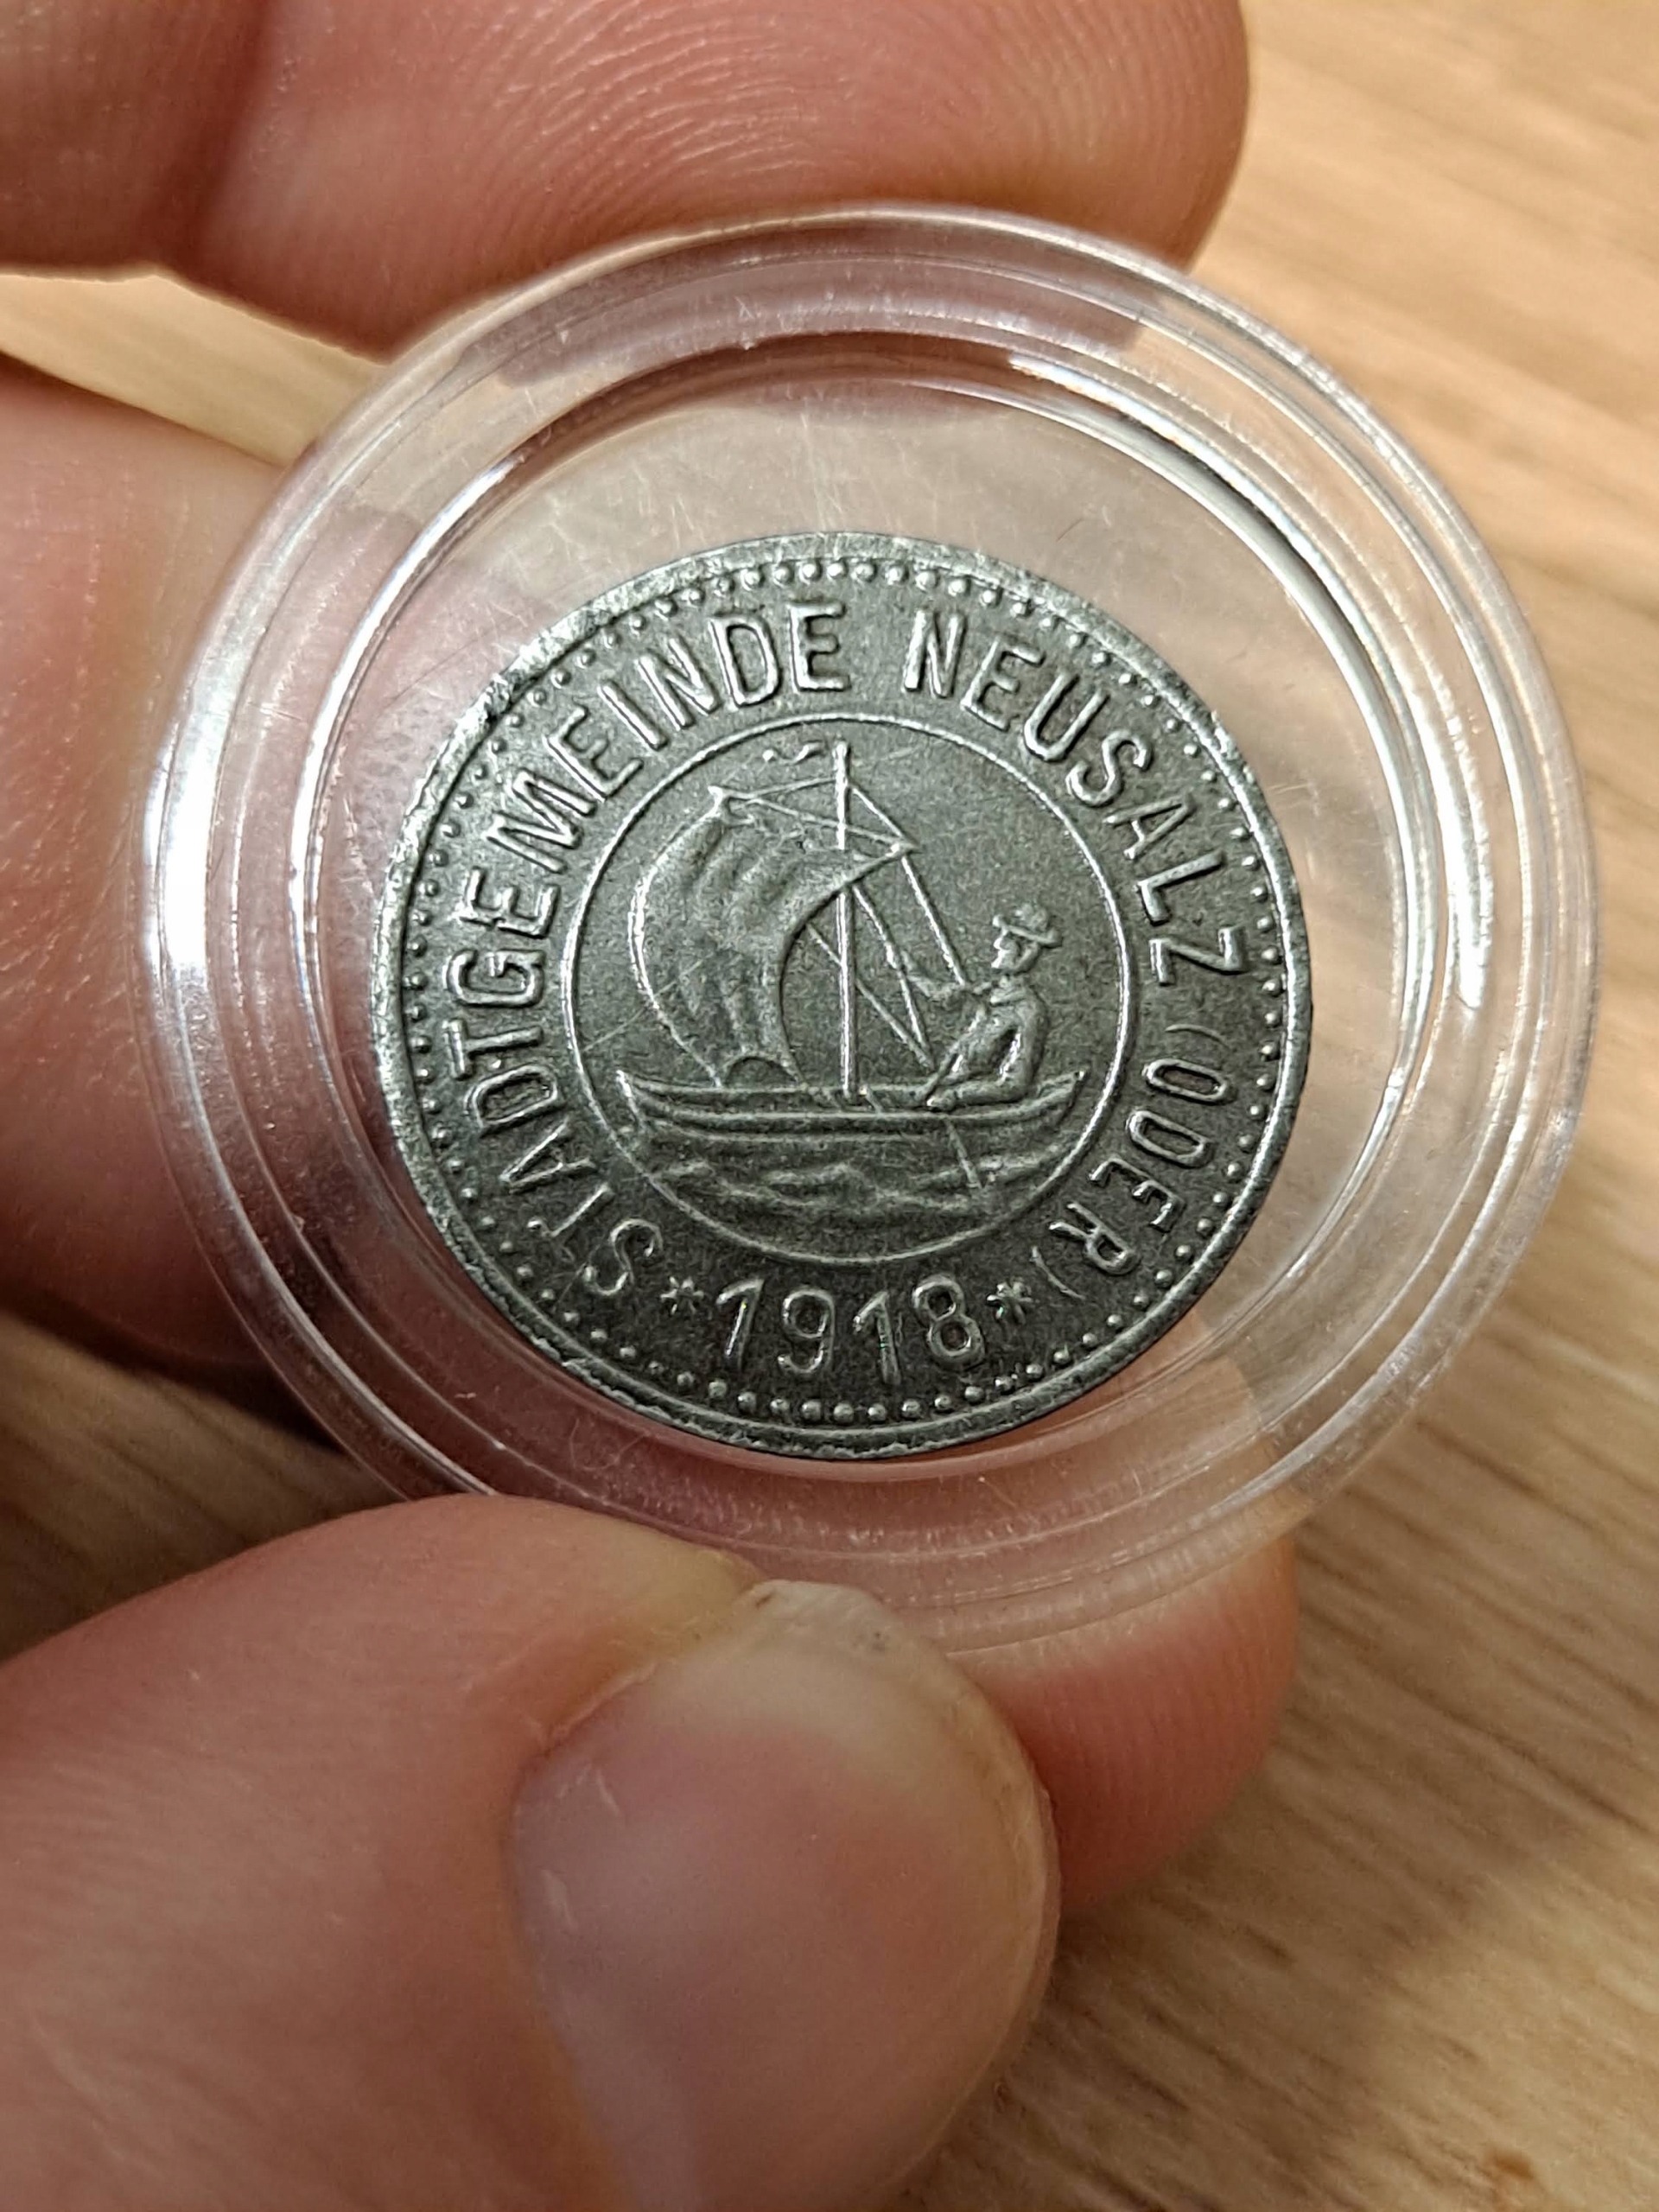 STADTGEMEINDE NEUSALZ (ODER)
*1918*